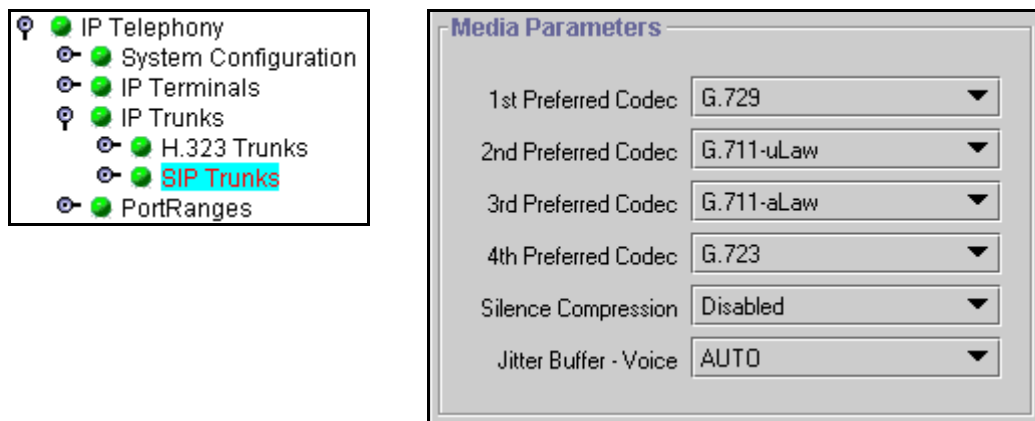 IP Telephony
System Configuration
IP Terminals
IP Trunks
H.323 Trunks
SIP Trunks
PortRanges
Media Parameters
1st Preferred Codec G.729
2nd Preferred Codec G.711-uLaw
3rd Preferred Codec G.711-aLaw
4th Preferred Codec G.723
Silence Compression Disabled
Jitter Buffer - Voice AUTO